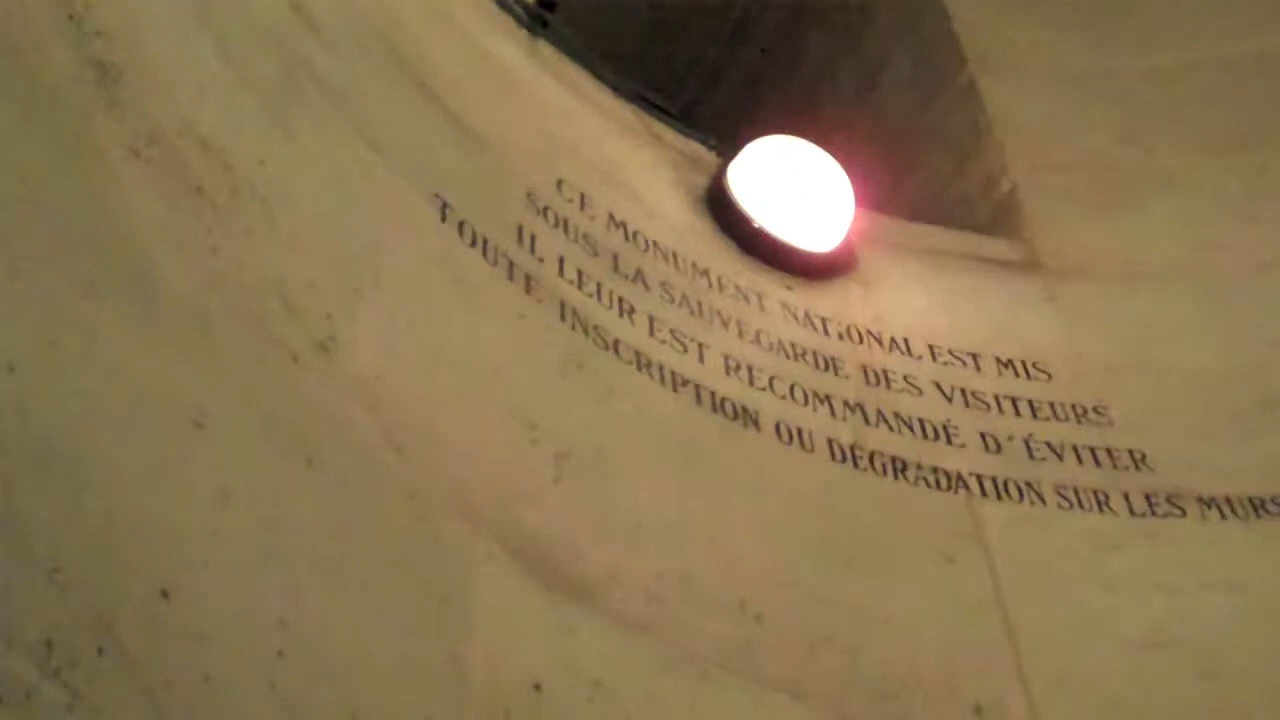 CE MONUMENT NATIONAL EST MIS
SOUS LA SAUVEGARDE DES VISITEURS
IL LEUR EST RECOMMANDÉ D'ÉVITER
TOUTE INSCRIPTION OU DÉGRADATION SUR LES MURS